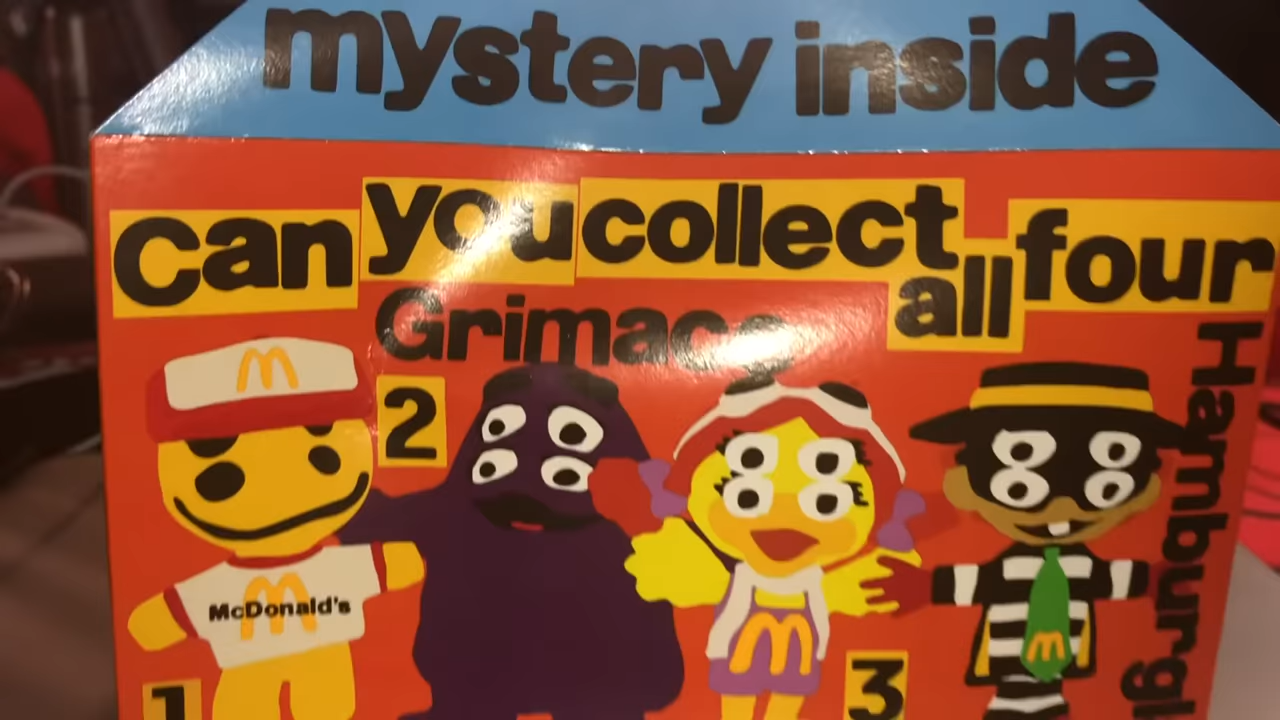 mystery inside
Can you collect all four
Grimace
2
McDonald's
1
3
Hamburgl